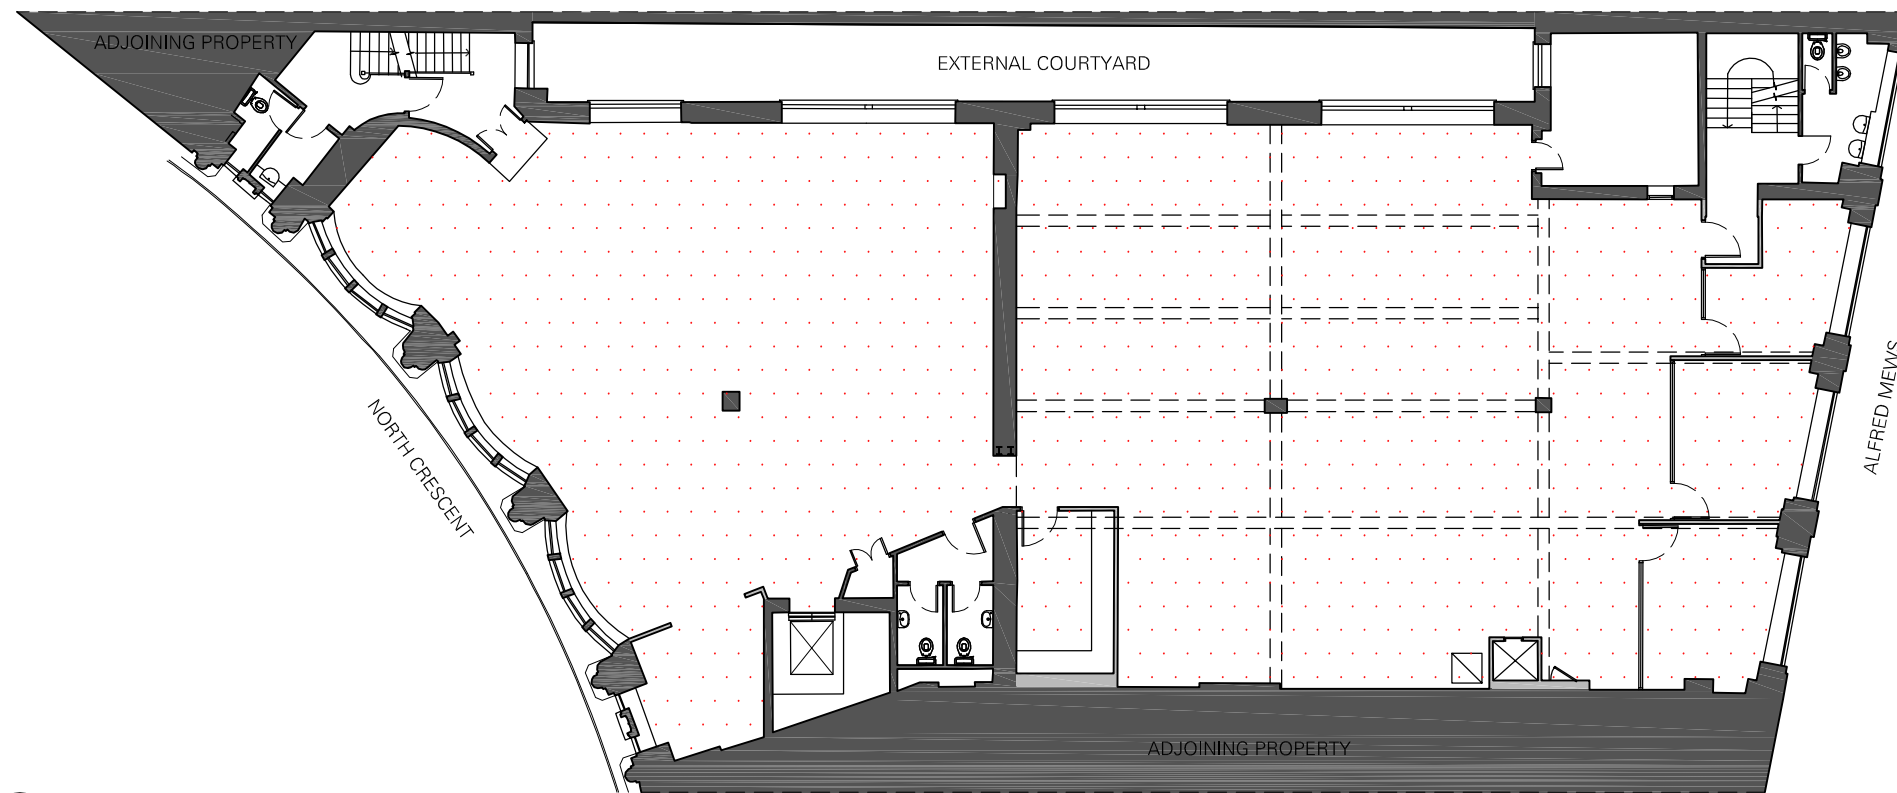 ADJOINING PROPERTY
EXTERNAL COURTYARD
NORTH CRESCENT
ALFRED MEWS
ADJOINING PROPERTY